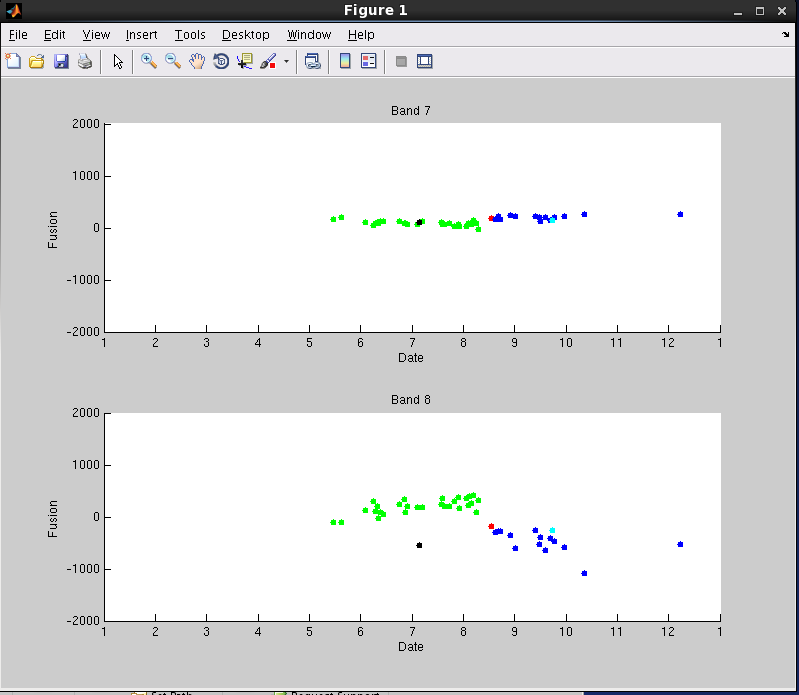 Figure 1
File Edit View Insert Tools Desktop Window Help
Band 7
2000
1000
0
-1000
-2000
Fusion
1 2 3 4 5 6 7 8 9 10 11 12 1
Date
Band 8
2000
1000
0
-1000
-2000
Fusion
1 2 3 4 5 6 7 8 9 10 11 12 1
Date
Set Path Request Support